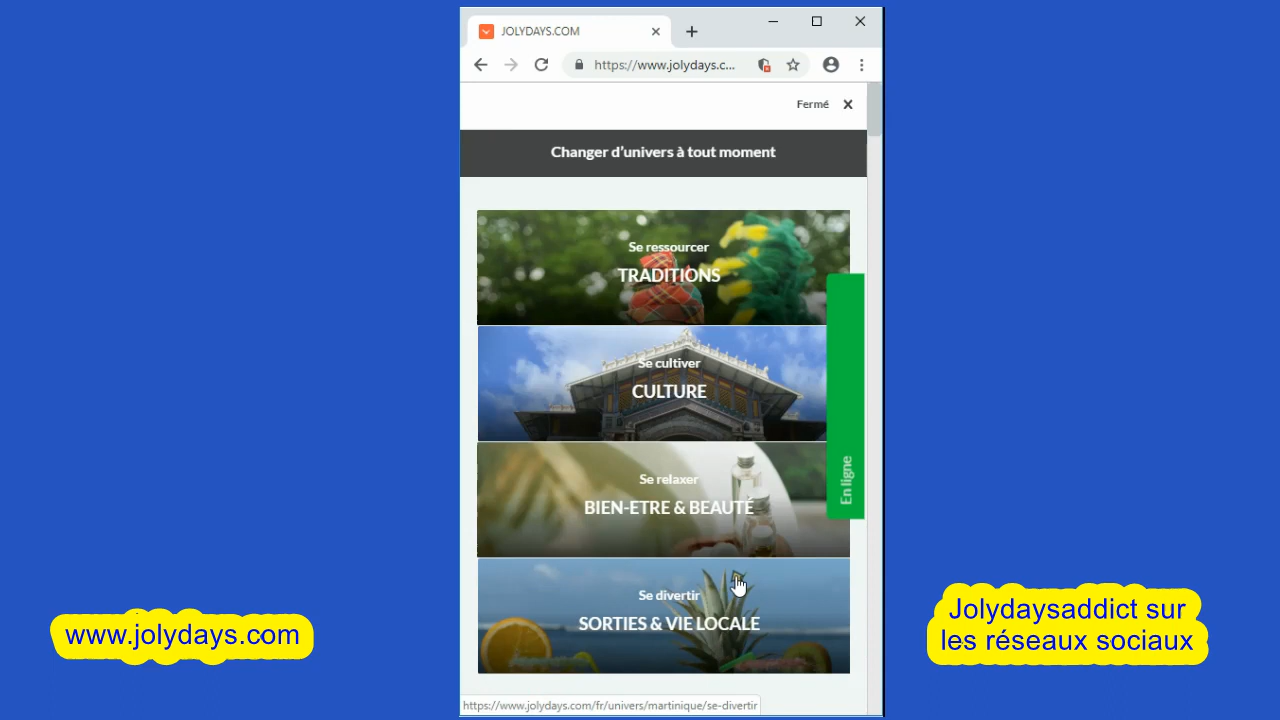 JOLYDAYS.COM
https://www.jolydays.c...
Fermé X
Changer d'univers à tout moment
Se ressourcer
TRADITIONS
Se cultiver
CULTURE
Se relaxer
BIEN-ETRE & BEAUTÉ
En ligne
Se divertir
SORTIES & VIE LOCALE
https://www.jolydays.com/fr/univers/martinique/se-divertir
www.jolydays.com
Jolydaysaddict sur
les réseaux sociaux